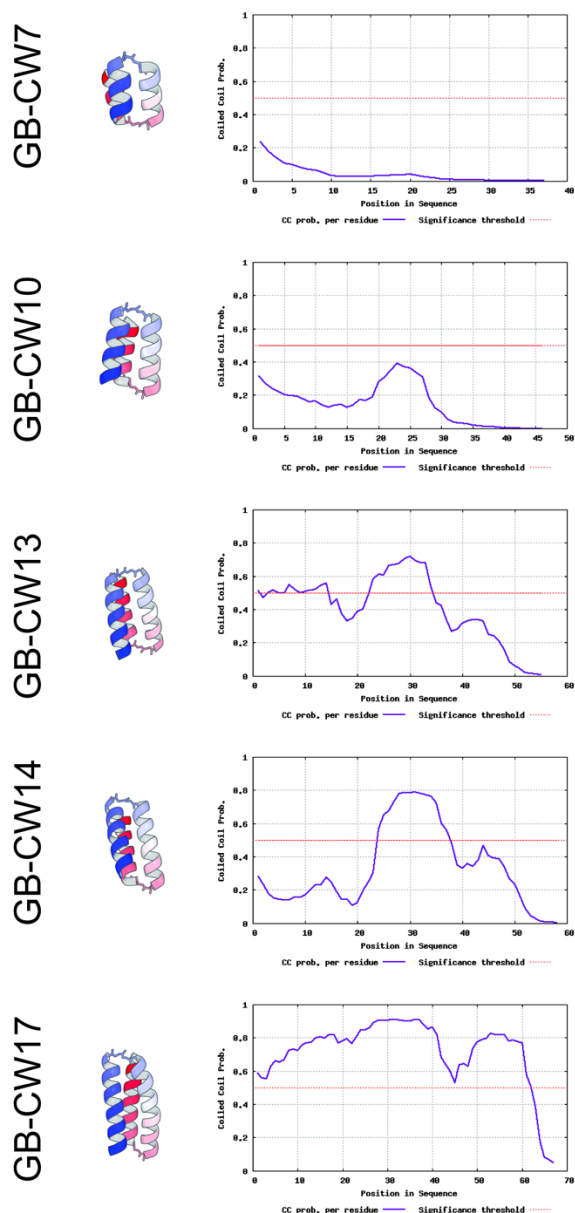 GB-CW7
Coiled Coil Prob.
1
0.8
0.6
0.4
0.2
0
0 5 10 15 20 25 30 35 40
Position in Sequence
CC prob. per residue Significance threshold
GB-CW10
Coiled Coil Prob.
1
0.8
0.6
0.4
0.2
0
0 5 10 15 20 25 30 35 40 45 50
Position in Sequence
CC prob. per residue Significance threshold
GB-CW13
Coiled Coil Prob.
1
0.8
0.6
0.4
0.2
0
0 10 20 30 40 50 60
Position in Sequence
CC prob. per residue Significance threshold
GB-CW14
Coiled Coil Prob.
1
0.8
0.6
0.4
0.2
0
0 10 20 30 40 50 60
Position in Sequence
CC prob. per residue Significance threshold
GB-CW17
Coiled Coil Prob.
1
0.8
0.6
0.4
0.2
0
0 10 20 30 40 50 60 70
Position in Sequence
CC prob. per residue Significance threshold